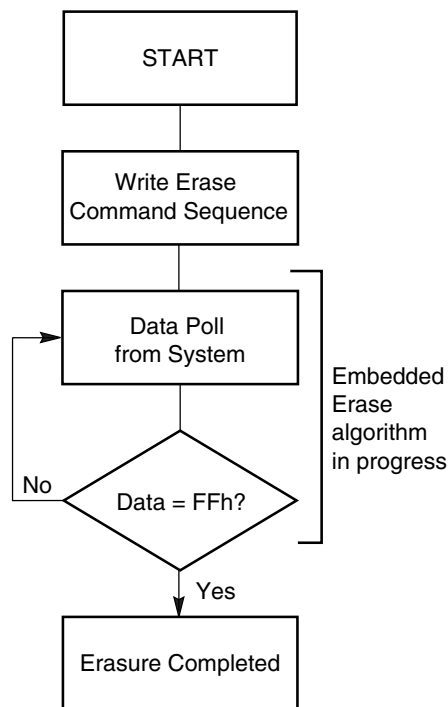 START
Write Erase
Command Sequence
Data Poll
from System
Embedded
Erase
algorithm
in progress
No
Data = FFh?
Yes
Erasure Completed